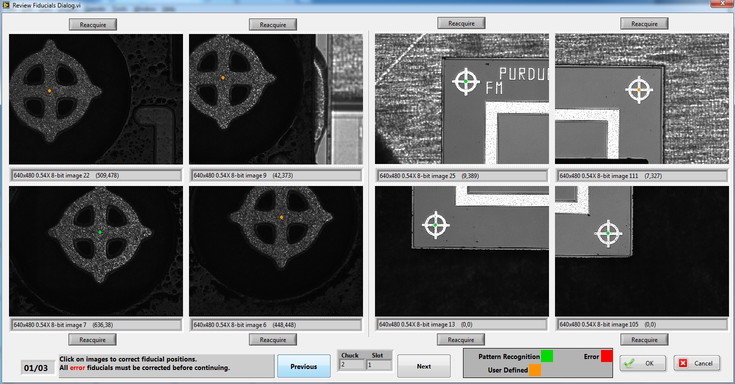 Review Fiducials Dialog.vi
Reacquire
Reacquire
Reacquire
Reacquire
PURDU
FM
640x480 0.54X 8-bit image 22 (509,478)
640x480 0.54X 8-bit image 9 (42,373)
640x480 0.54X 8-bit image 25 (9,389)
640x480 0.54X 8-bit image 111 (7,327)
640x480 0.54X 8-bit image 7 (636,38)
640x480 0.54X 8-bit image 6 (448,448)
640x480 0.54X 8-bit image 13 (0,0)
640x480 0.54X 8-bit image 105 (0,0)
Reacquire
Reacquire
Reacquire
Reacquire
01/03
Click on images to correct fiducial positions.
All error fiducials must be corrected before continuing.
Previous
Chuck
2
Slot
1
Next
Pattern Recognition
Error
User Defined
OK
Cancel